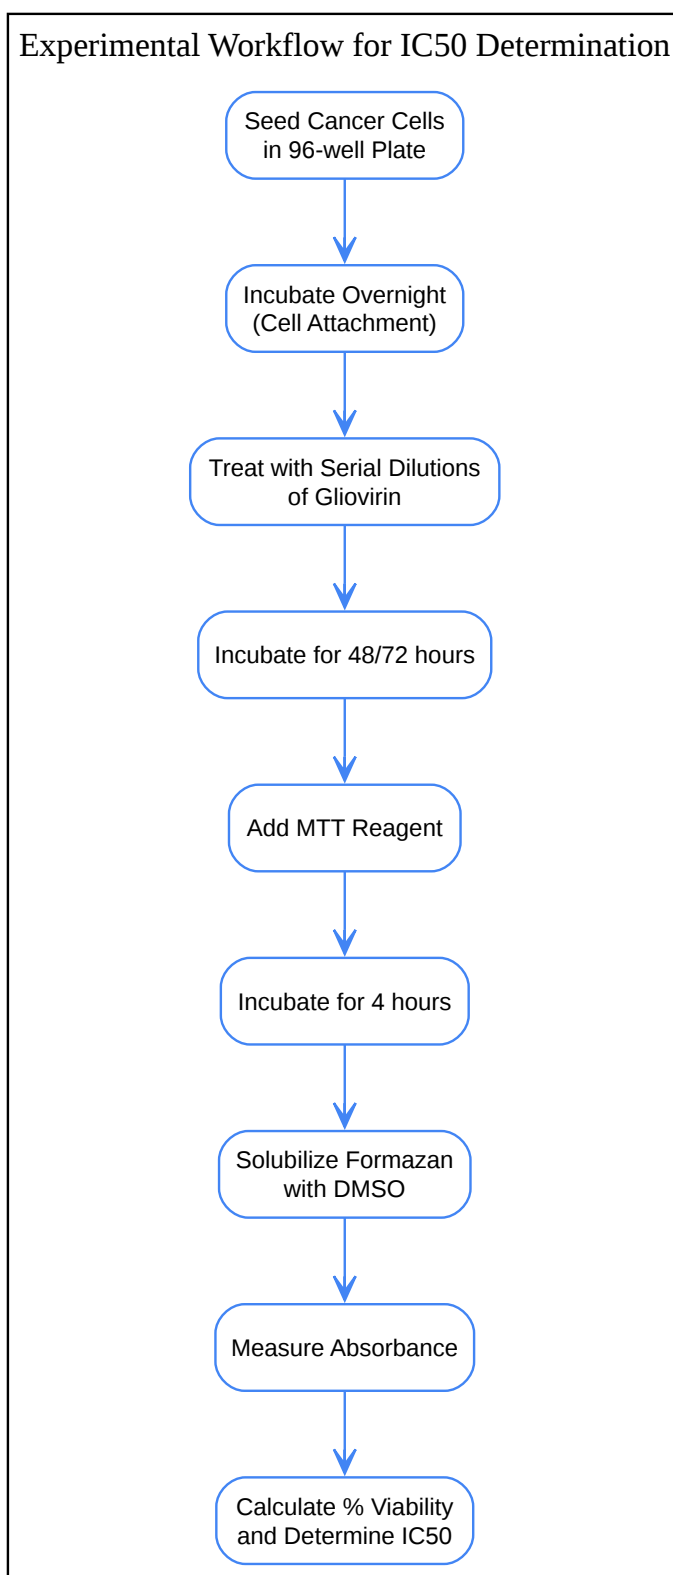 Experimental Workflow for IC50 Determination
Seed Cancer Cells
in 96-well Plate
Incubate Overnight
(Cell Attachment)
Treat with Serial Dilutions
of Gliovirin
Incubate for 48/72 hours
Add MTT Reagent
Incubate for 4 hours
Solubilize Formazan
with DMSO
Measure Absorbance
Calculate % Viability
and Determine IC50